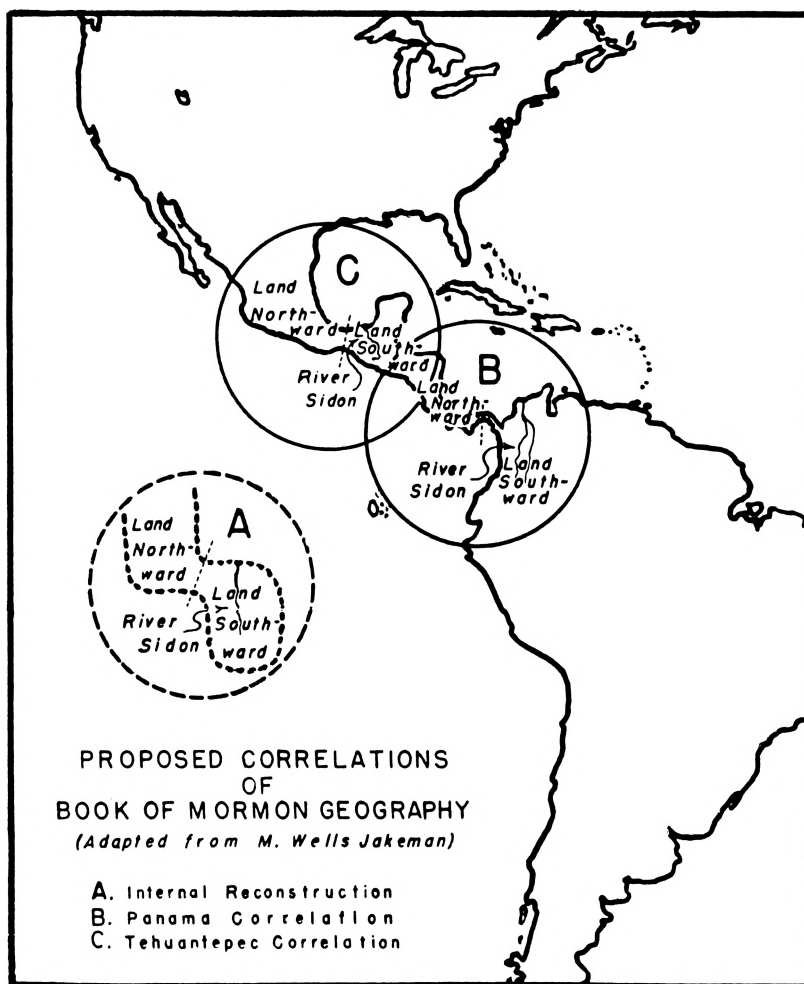 C
Land
North-
ward
Land
South-
ward
River
Sidon
B
Land
North-
ward
River
Sidon
Land
South-
ward
A
Land
North-
ward
River
Sidon
Land
South-
ward
PROPOSED CORRELATIONS
OF
BOOK OF MORMON GEOGRAPHY
(Adapted from M. Wells Jakeman)
A. Internal Reconstruction
B. Panama Correlation
C. Tehuantepec Correlation